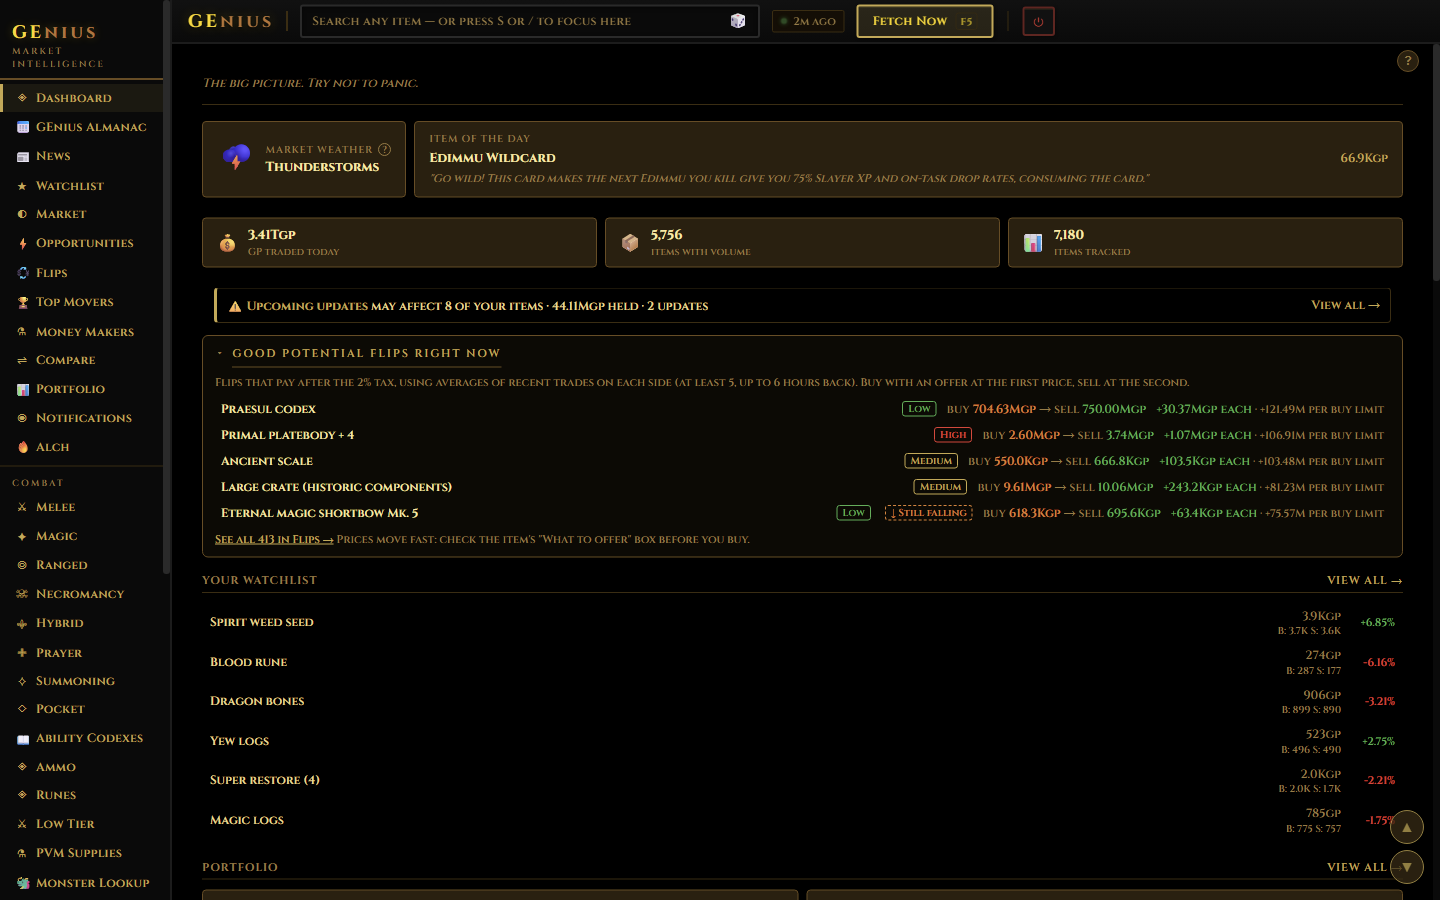 GENIUS
MARKET
INTELLIGENCE
DASHBOARD
GENIUS ALMANAC
NEWS
WATCHLIST
MARKET
OPPORTUNITIES
FLIPS
TOP MOVERS
MONEY MAKERS
COMPARE
PORTFOLIO
NOTIFICATIONS
ALCH
COMBAT
MELEE
MAGIC
RANGED
NECROMANCY
HYBRID
PRAYER
SUMMONING
POCKET
ABILITY CODEXES
AMMO
RUNES
LOW TIER
PVM SUPPLIES
MONSTER LOOKUP
GENIUS
SEARCH ANY ITEM — OR PRESS S OR / TO FOCUS HERE
2M AGO
FETCH NOW F5
?
THE BIG PICTURE. TRY NOT TO PANIC.
MARKET WEATHER ?
THUNDERSTORMS
ITEM OF THE DAY
EDIMMU WILDCARD
66.9KGP
"GO WILD! THIS CARD MAKES THE NEXT EDIMMU YOU KILL GIVE YOU 75% SLAYER XP AND ON-TASK DROP RATES, CONSUMING THE CARD."
3.41TGP
GP TRADED TODAY
5,756
ITEMS WITH VOLUME
7,180
ITEMS TRACKED
UPCOMING UPDATES MAY AFFECT 8 OF YOUR ITEMS · 44.11MGP HELD · 2 UPDATES VIEW ALL →
GOOD POTENTIAL FLIPS RIGHT NOW
FLIPS THAT PAY AFTER THE 2% TAX, USING AVERAGES OF RECENT TRADES ON EACH SIDE (AT LEAST 5, UP TO 6 HOURS BACK). BUY WITH AN OFFER AT THE FIRST PRICE, SELL AT THE SECOND.
PRAESUL CODEX LOW BUY 704.63MGP → SELL 750.00MGP +30.37MGP EACH · +121.49M PER BUY LIMIT
PRIMAL PLATEBODY + 4 HIGH BUY 2.60MGP → SELL 3.74MGP +1.07MGP EACH · +106.91M PER BUY LIMIT
ANCIENT SCALE MEDIUM BUY 550.0KGP → SELL 666.8KGP +103.5KGP EACH · +103.48M PER BUY LIMIT
LARGE CRATE (HISTORIC COMPONENTS) MEDIUM BUY 9.61MGP → SELL 10.06MGP +243.2KGP EACH · +81.23M PER BUY LIMIT
ETERNAL MAGIC SHORTBOW MK. 5 LOW ↓ STILL FALLING BUY 618.3KGP → SELL 695.6KGP +63.4KGP EACH · +75.57M PER BUY LIMIT
SEE ALL 413 IN FLIPS → PRICES MOVE FAST: CHECK THE ITEM'S "WHAT TO OFFER" BOX BEFORE YOU BUY.
YOUR WATCHLIST VIEW ALL →
SPIRIT WEED SEED 3.9KGP +6.85%
B: 3.7K S: 3.6K
BLOOD RUNE 274GP -6.16%
B: 287 S: 177
DRAGON BONES 906GP -3.21%
B: 899 S: 890
YEW LOGS 523GP +2.75%
B: 496 S: 490
SUPER RESTORE (4) 2.0KGP -2.21%
B: 2.0K S: 1.7K
MAGIC LOGS 785GP -1.75%
B: 775 S: 757
PORTFOLIO VIEW ALL →